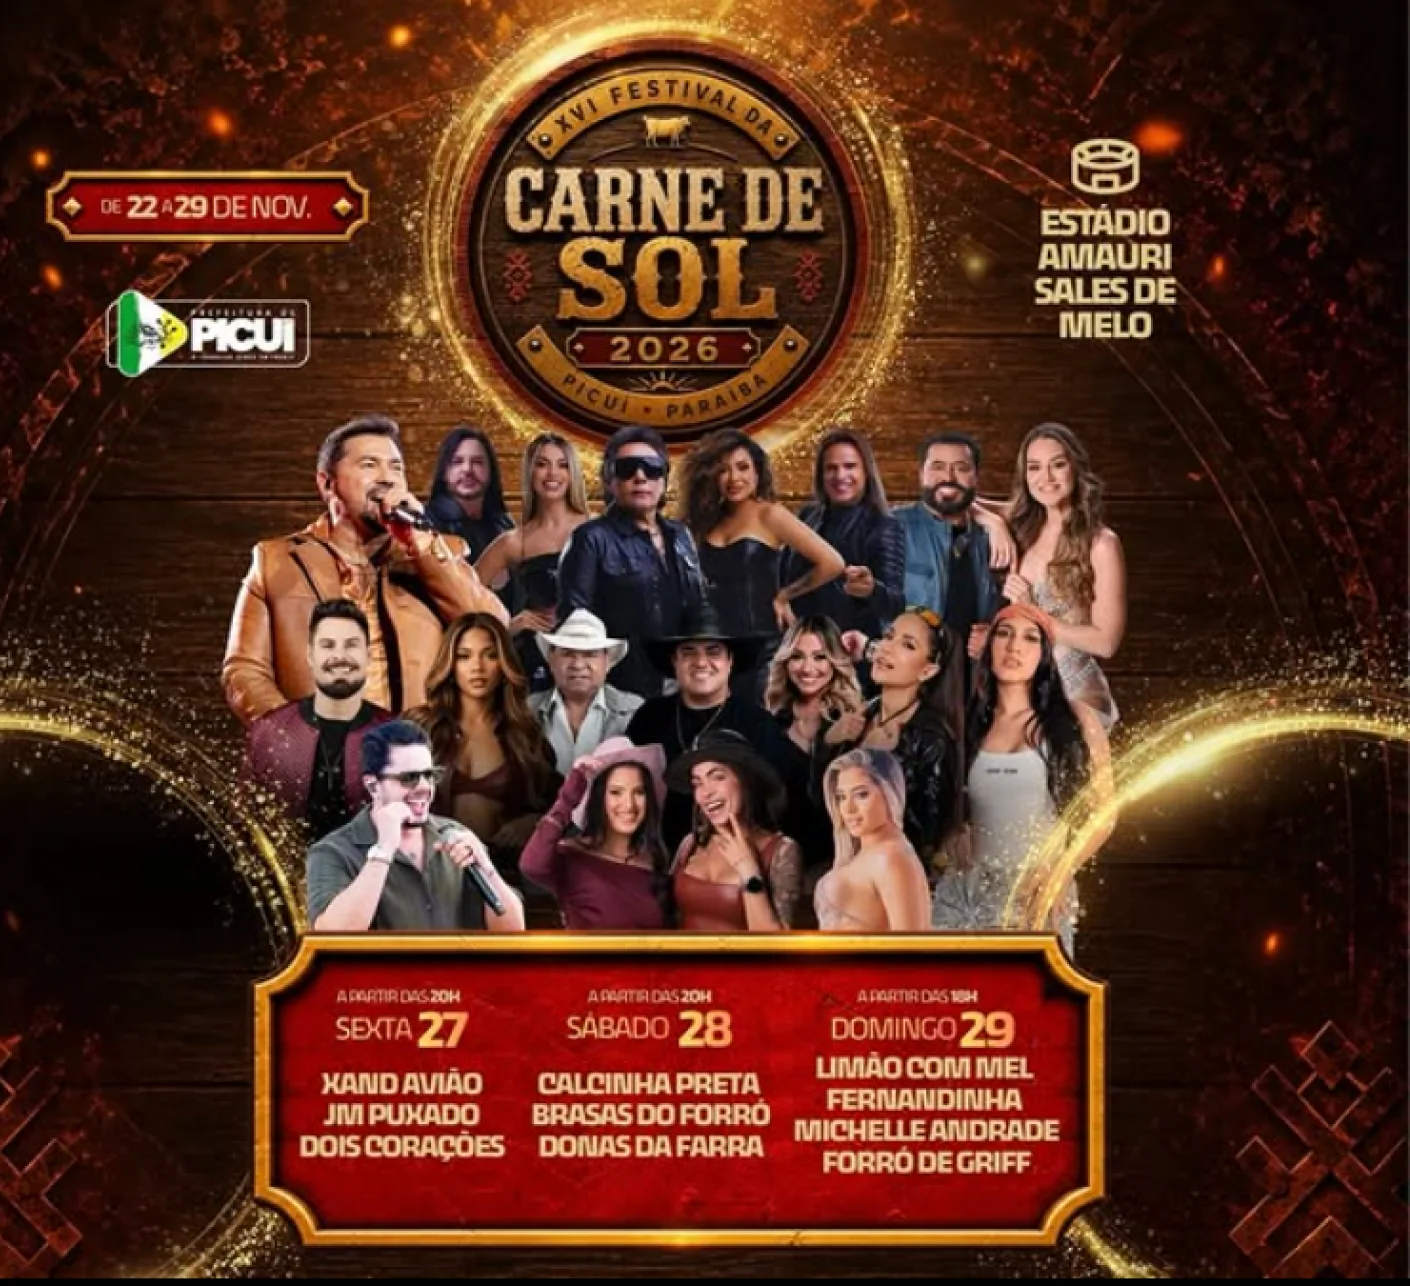 XVI FESTIVAL DA
CARNE DE
SOL
2026
PICUÍ • PARAÍBA
DE 22 A 29 DE NOV.
PREFEITURA DE
PICUÍ
ESTÁDIO
AMAURI
SALES DE
MELO
A PARTIR DAS 20H
SEXTA 27
XAND AVIÃO
JM PUXADO
DOIS CORAÇÕES
A PARTIR DAS 20H
SÁBADO 28
CALCINHA PRETA
BRASAS DO FORRÓ
DONAS DA FARRA
A PARTIR DAS 18H
DOMINGO 29
LIMÃO COM MEL
FERNANDINHA
MICHELLE ANDRADE
FORRÓ DE GRIFF